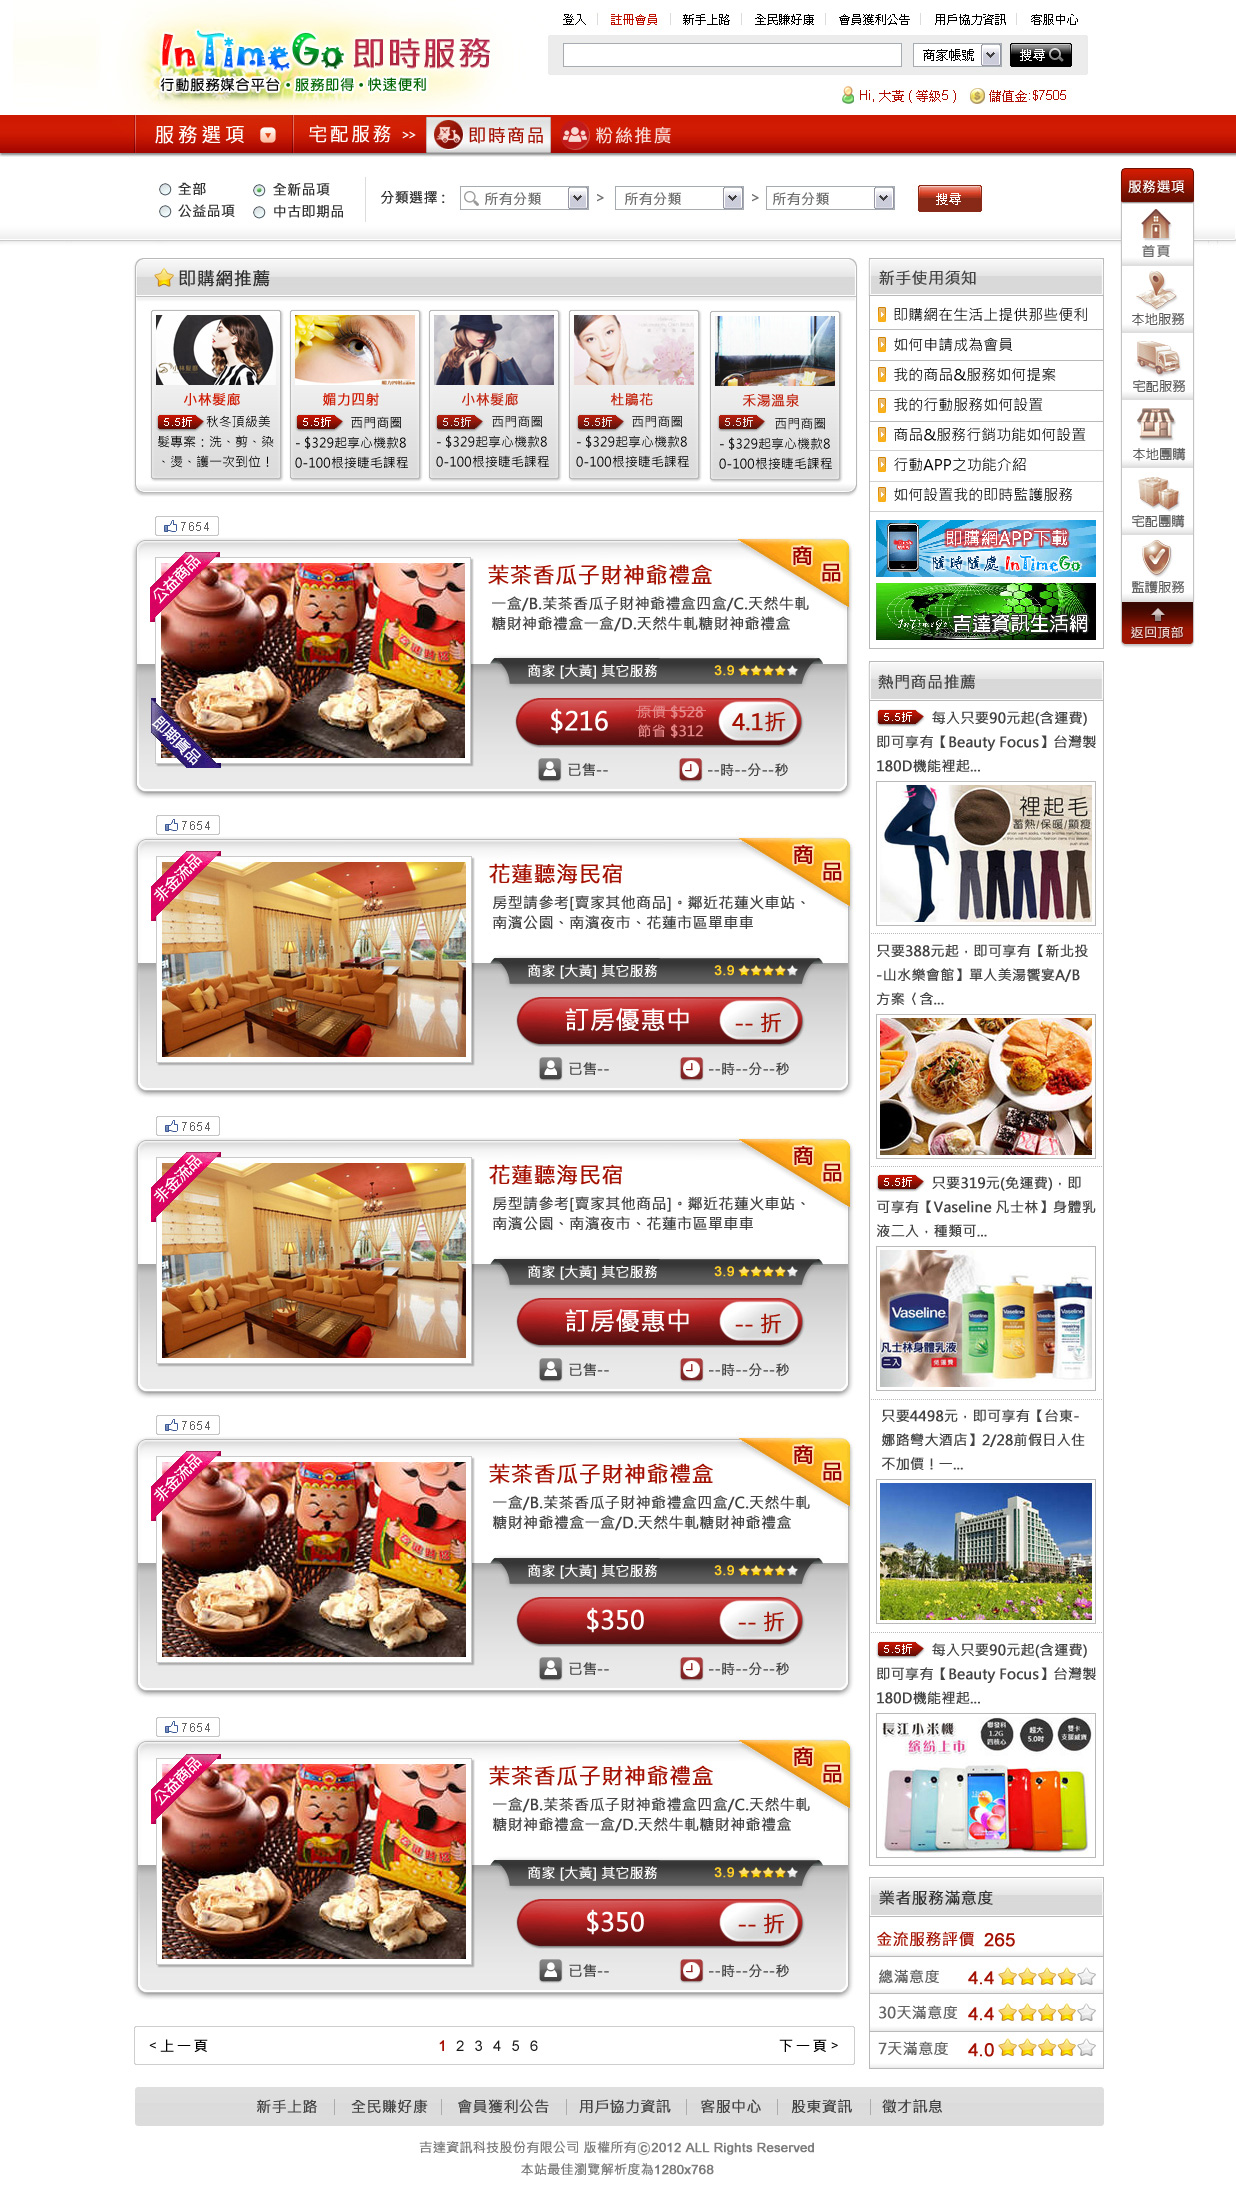 登入 註冊會員 新手上路 全民賺好康 會員獲利公告 用戶協力資訊 客服中心
InTimeGo 即時服務
行動服務媒合平台・服務即得・快速便利
商家帳號 搜尋
Hi, 大黃 ( 等級5 ) 儲值金:$7505
服務選項 宅配服務 >> 即時商品 粉絲推廣
全部 全新品項
公益品項 中古即期品
分類選擇 : 所有分類 > 所有分類 > 所有分類 搜尋
服務選項
首頁
本地服務
宅配服務
本地團購
宅配團購
監護服務
返回頂部
即購網推薦
小林髮廊
5.5折 秋名頂級美
髮專案 : 洗、剪、染
、燙、護一次到位 !
媚力四射
5.5折 西門商圈
- $329起享心機款8
0-100根接睫毛課程
小林髮廊
5.5折 西門商圈
- $329起享心機款8
0-100根接睫毛課程
杜鵑花
5.5折 西門商圈
- $329起享心機款8
0-100根接睫毛課程
禾湯溫泉
5.5折 西門商圈
- $329起享心機款8
0-100根接睫毛課程
新手使用須知
即購網在生活上提供那些便利
如何申請成為會員
我的商品&服務如何提案
我的行動服務如何設置
商品&服務行銷功能如何設置
行動APP之功能介紹
如何設置我的即時監護服務
即購網APP下載
隨時隨處 InTimeGo
InTimeGo 吉達資訊生活網
7654
公益商品
即期貨品
商品
茉茶香瓜子財神爺禮盒
一盒/B.茉茶香瓜子財神爺禮盒四盒/C.天然牛軋
糖財神爺禮盒一盒/D.天然牛軋糖財神爺禮盒
商家 [大黃] 其它服務 3.9
$216 原價 $528 節省 $312 4.1折
已售-- --時--分--秒
7654
非金流品
商品
花蓮聽海民宿
房型請參考[賣家其他商品]。鄰近花蓮火車站、
南濱公園、南濱夜市、花蓮市區單車車
商家 [大黃] 其它服務 3.9
訂房優惠中 -- 折
已售-- --時--分--秒
7654
非金流品
商品
花蓮聽海民宿
房型請參考[賣家其他商品]。鄰近花蓮火車站、
南濱公園、南濱夜市、花蓮市區單車車
商家 [大黃] 其它服務 3.9
訂房優惠中 -- 折
已售-- --時--分--秒
7654
非金流品
商品
茉茶香瓜子財神爺禮盒
一盒/B.茉茶香瓜子財神爺禮盒四盒/C.天然牛軋
糖財神爺禮盒一盒/D.天然牛軋糖財神爺禮盒
商家 [大黃] 其它服務 3.9
$350 -- 折
已售-- --時--分--秒
7654
公益商品
商品
茉茶香瓜子財神爺禮盒
一盒/B.茉茶香瓜子財神爺禮盒四盒/C.天然牛軋
糖財神爺禮盒一盒/D.天然牛軋糖財神爺禮盒
商家 [大黃] 其它服務 3.9
$350 -- 折
已售-- --時--分--秒
<上一頁 1 2 3 4 5 6 下一頁>
熱門商品推薦
5.5折 每入只要90元起(含運費)
即可享有【Beauty Focus】台灣製
180D機能裡起...
裡起毛
蓄熱/保暖/顯瘦
只要388元起，即可享有【新北投
-山水樂會館】單人美湯饗宴A/B
方案〈含...
5.5折 只要319元(免運費)，即
可享有【Vaseline 凡士林】身體乳
液二入，種類可...
Vaseline
凡士林身體乳液
二入 免運費
只要4498元，即可享有【台東-
娜路彎大酒店】2/28前假日入住
不加價！一...
5.5折 每入只要90元起(含運費)
即可享有【Beauty Focus】台灣製
180D機能裡起...
長江小米機
繽紛上市
聯發科 1.2G 四核心
超大 5.0吋
雙卡
業者服務滿意度
金流服務評價 265
總滿意度 4.4
30天滿意度 4.4
7天滿意度 4.0
新手上路 全民賺好康 會員獲利公告 用戶協力資訊 客服中心 股東資訊 徵才訊息
吉達資訊科技股份有限公司 版權所有©2012 ALL Rights Reserved
本站最佳瀏覽解析度為1280x768